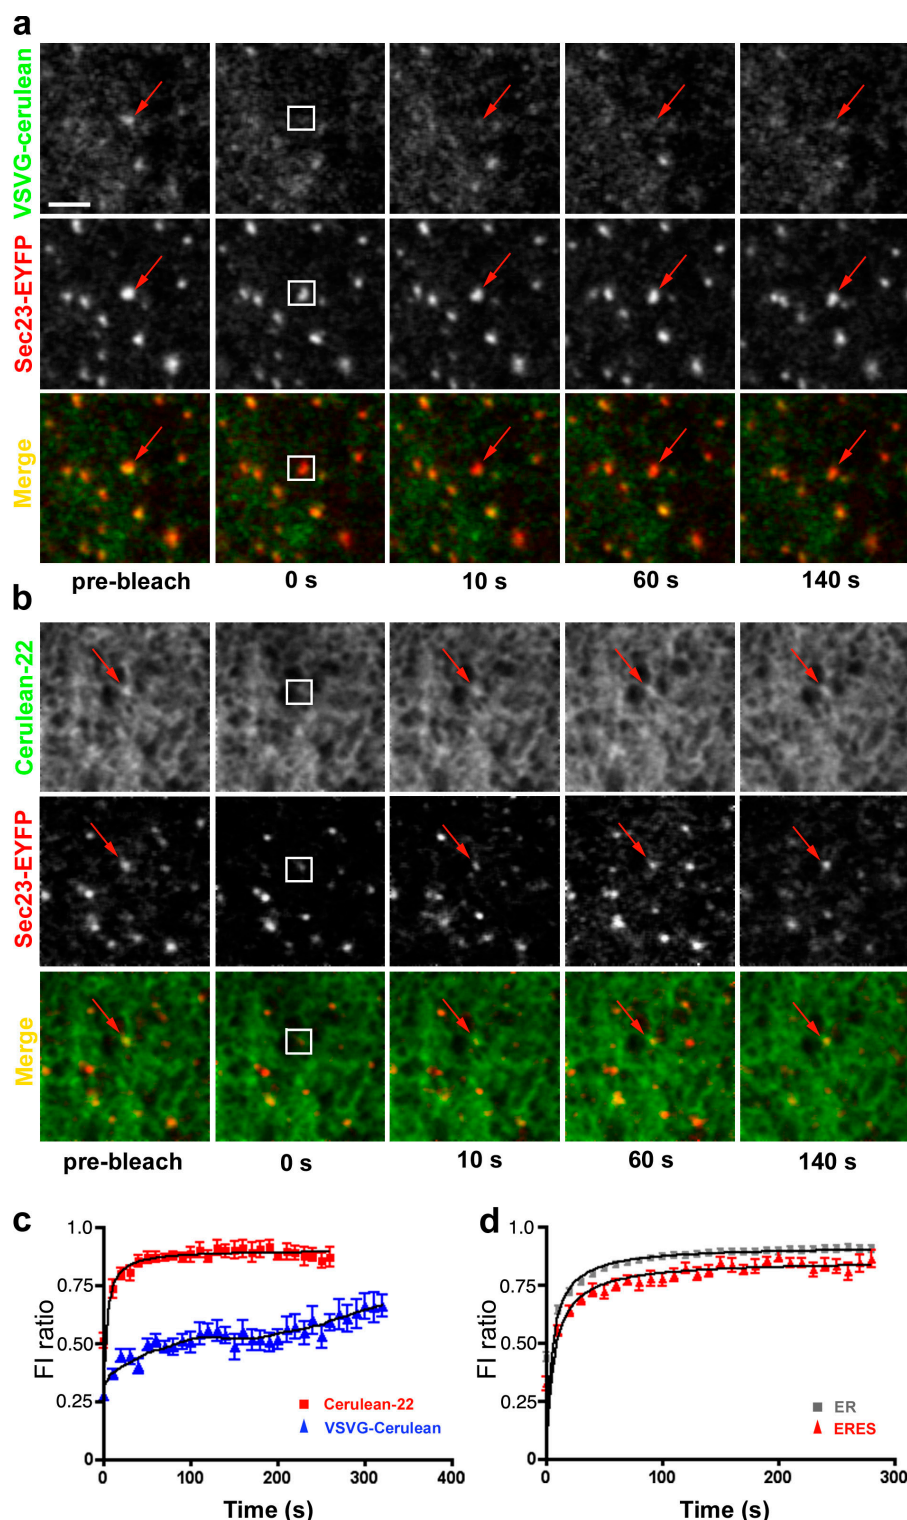 a
VSVG-cerulean
Sec23-EYFP
Merge
pre-bleach 0 s 10 s 60 s 140 s
b
Cerulean-22
Sec23-EYFP
Merge
pre-bleach 0 s 10 s 60 s 140 s
c
1.0
0.75
0.50
0.25
0
FI ratio
Cerulean-22
VSVG-Cerulean
0 100 200 300 400
Time (s)
d
1.0
0.75
0.50
0.25
0
FI ratio
ER
ERES
0 100 200 300
Time (s)